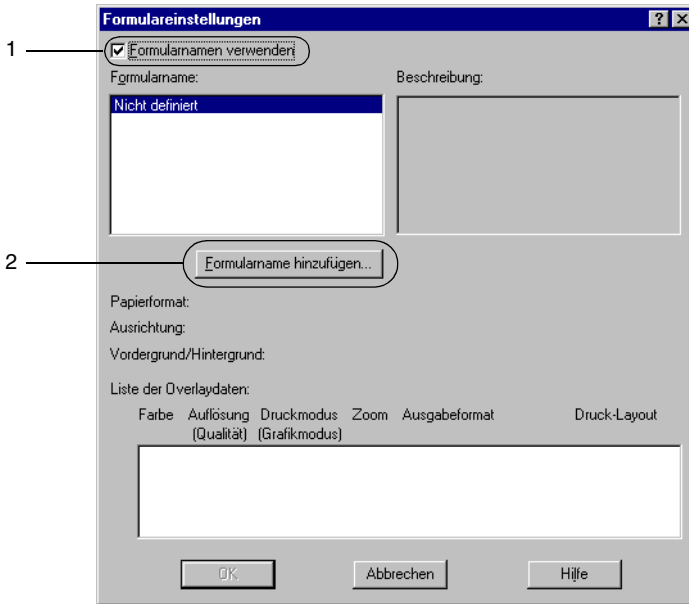 Formulareinstellungen
1
Formularnamen verwenden
Formularname:
Beschreibung:
Nicht definiert
2
Formularname hinzufügen...
Papierformat:
Ausrichtung:
Vordergrund/Hintergrund:
Liste der Overlaydaten:
Farbe Auflösung (Qualität) Druckmodus (Grafikmodus) Zoom Ausgabeformat Druck-Layout
OK Abbrechen Hilfe